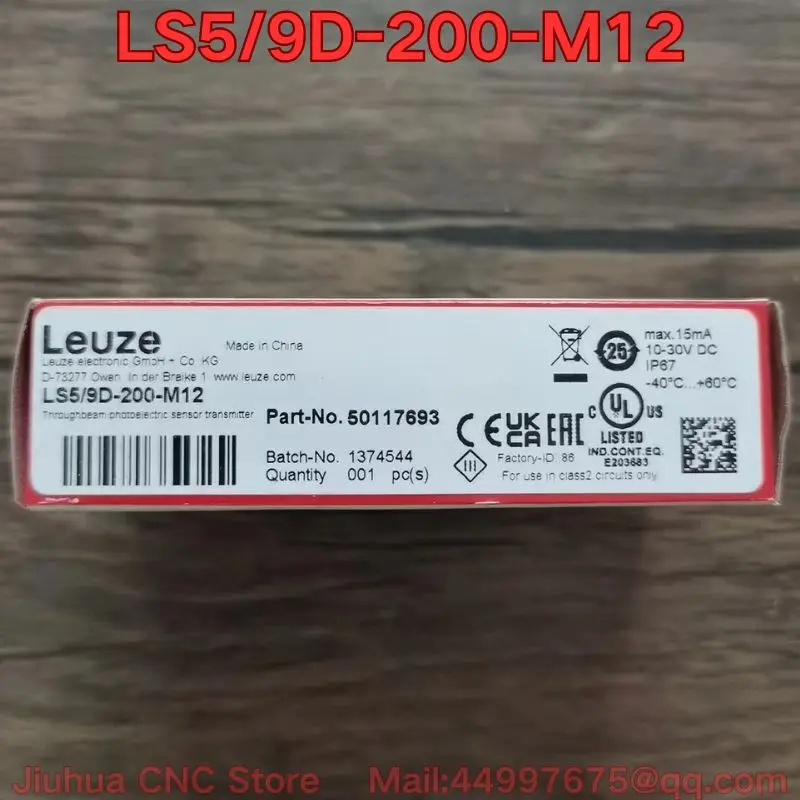 LS5/9D-200-M12
Leuze
Made in China
Leuze electronic GmbH + Co. KG
D-73277 Owen In der Braike 1 www.leuze.com
LS5/9D-200-M12
Throughbeam photoelectric sensor transmitter
Part-No. 50117693
Batch-No. 1374544
Quantity 001 pc(s)
25
max. 15mA
10-30V DC
IP67
-40°C...+60°C
CE UK CA EAC
III
C UL US
LISTED
IND.CONT.EQ.
E203683
Factory-ID: 86
For use in class2 circuits only
Jiuhua CNC Store Mail:44997675@qq.com